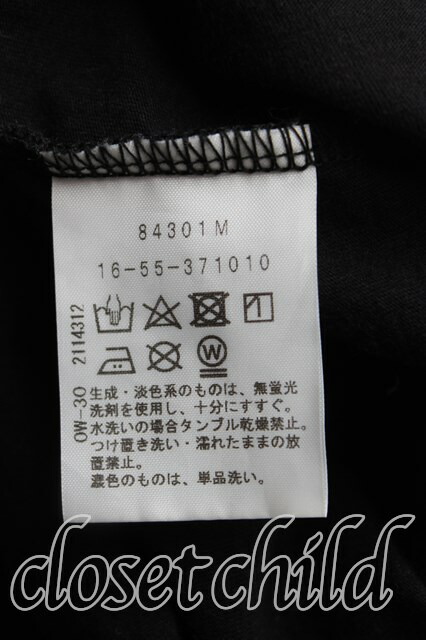 84301M
16-55-371010
W
0W-30 2114312
生成・淡色系のものは、無蛍光
洗剤を使用し、十分にすすぐ。
水洗いの場合タンブル乾燥禁止。
つけ置き洗い・濡れたままの放
置禁止。
濃色のものは、単品洗い。
closet child